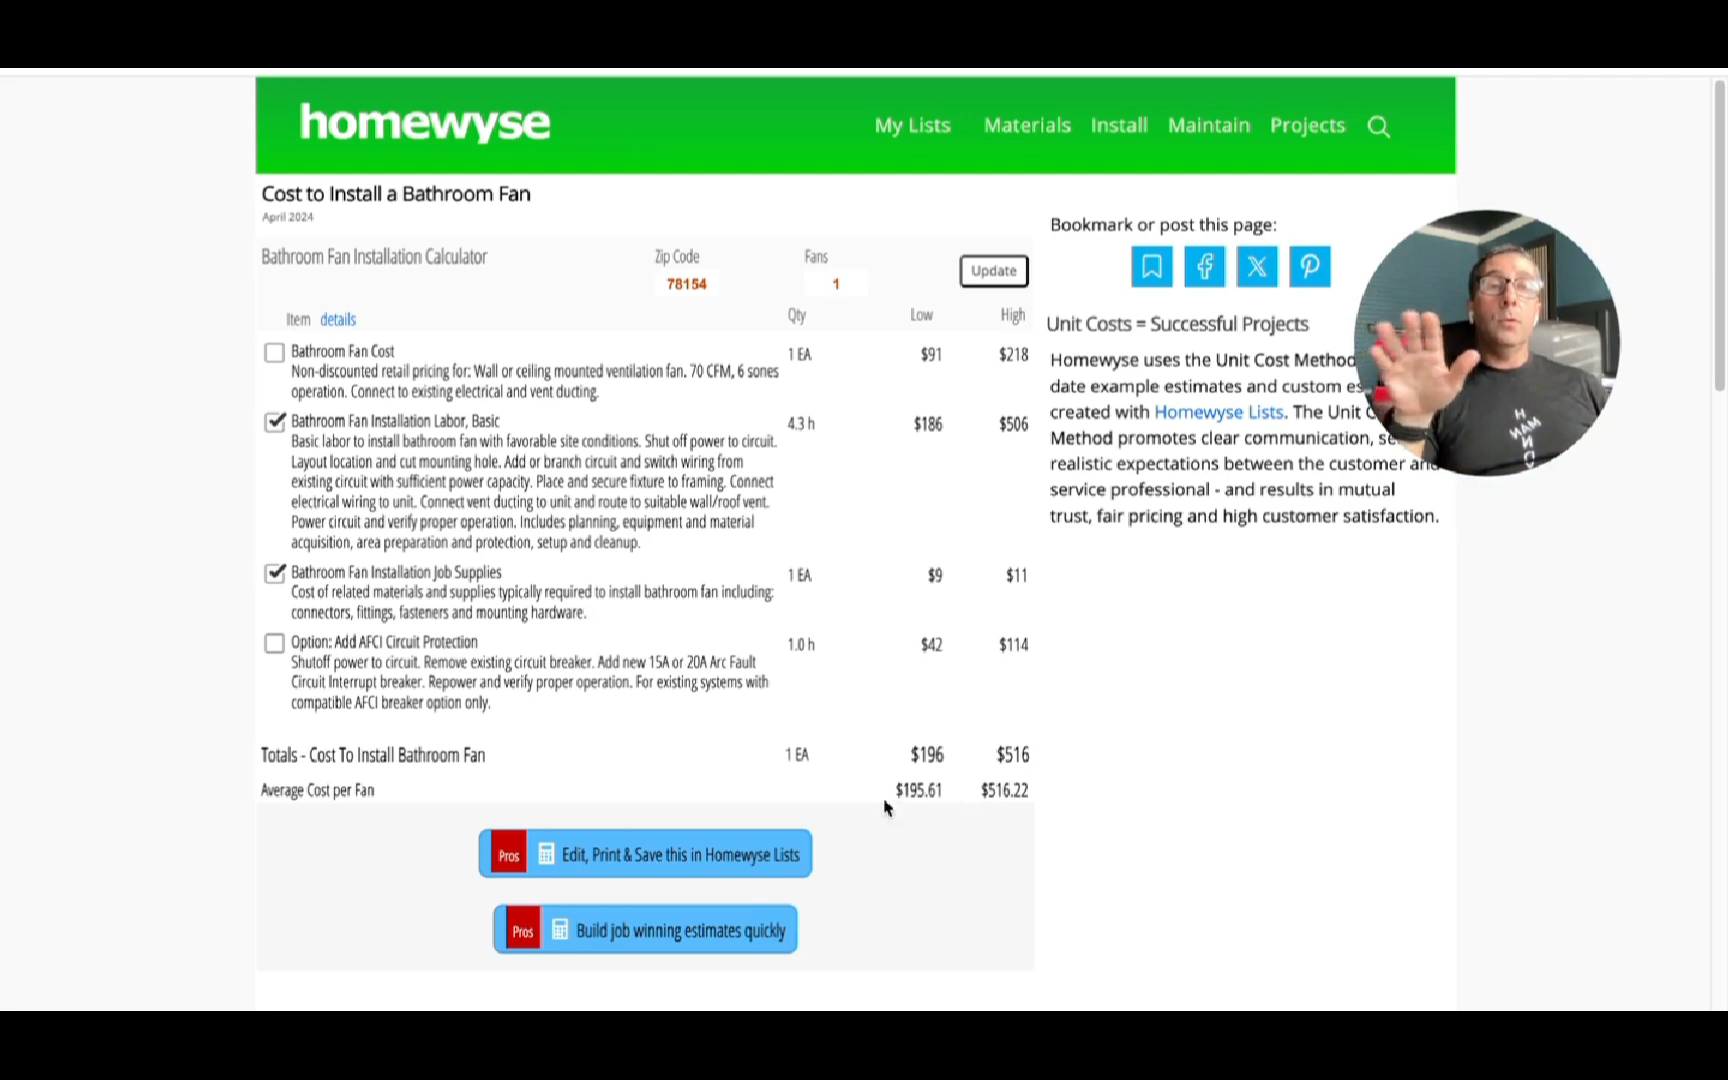 homewyse
My Lists Materials Install Maintain Projects
Cost to Install a Bathroom Fan
April 2024
Bathroom Fan Installation Calculator Zip Code Fans
78154 1 Update
Item details Qty Low High
Bathroom Fan Cost 1 EA $91 $218
Non-discounted retail pricing for: Wall or ceiling mounted ventilation fan. 70 CFM, 6 sones
operation. Connect to existing electrical and vent ducting.
Bathroom Fan Installation Labor, Basic 4.3 h $186 $506
Basic labor to install bathroom fan with favorable site conditions. Shut off power to circuit.
Layout location and cut mounting hole. Add or branch circuit and switch wiring from
existing circuit with sufficient power capacity. Place and secure fixture to framing. Connect
electrical wiring to unit. Connect vent ducting to unit and route to suitable wall/roof vent.
Power circuit and verify proper operation. Includes planning, equipment and material
acquisition, area preparation and protection, setup and cleanup.
Bathroom Fan Installation Job Supplies 1 EA $9 $11
Cost of related materials and supplies typically required to install bathroom fan including:
connectors, fittings, fasteners and mounting hardware.
Option: Add AFCI Circuit Protection 1.0 h $42 $114
Shutoff power to circuit. Remove existing circuit breaker. Add new 15A or 20A Arc Fault
Circuit Interrupt breaker. Repower and verify proper operation. For existing systems with
compatible AFCI breaker option only.
Totals - Cost To Install Bathroom Fan 1 EA $196 $516
Average Cost per Fan $195.61 $516.22
Pros Edit, Print & Save this in Homewyse Lists
Pros Build job winning estimates quickly
Bookmark or post this page:
Unit Costs = Successful Projects
Homewyse uses the Unit Cost Method
date example estimates and custom es
created with Homewyse Lists. The Unit C
Method promotes clear communication, se
realistic expectations between the customer and
service professional - and results in mutual
trust, fair pricing and high customer satisfaction.